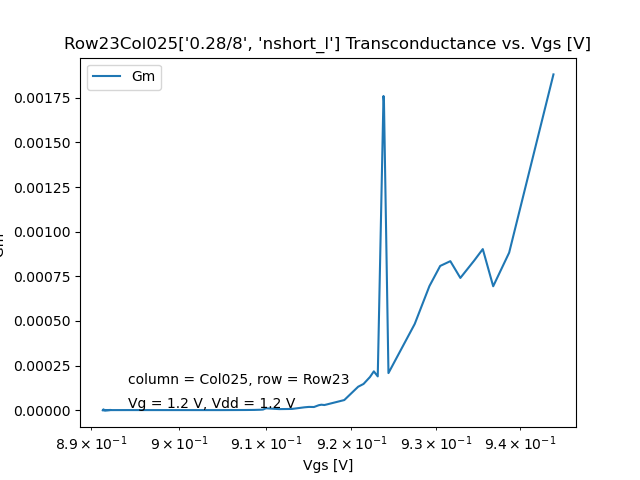 Row23Col025['0.28/8', 'nshort_l'] Transconductance vs. Vgs [V]
Gm
0.00175
0.00150
0.00125
0.00100
0.00075
0.00050
0.00025
0.00000
Gm
column = Col025, row = Row23
Vg = 1.2 V, Vdd = 1.2 V
8.9 × 10⁻¹ 9 × 10⁻¹ 9.1 × 10⁻¹ 9.2 × 10⁻¹ 9.3 × 10⁻¹ 9.4 × 10⁻¹
Vgs [V]